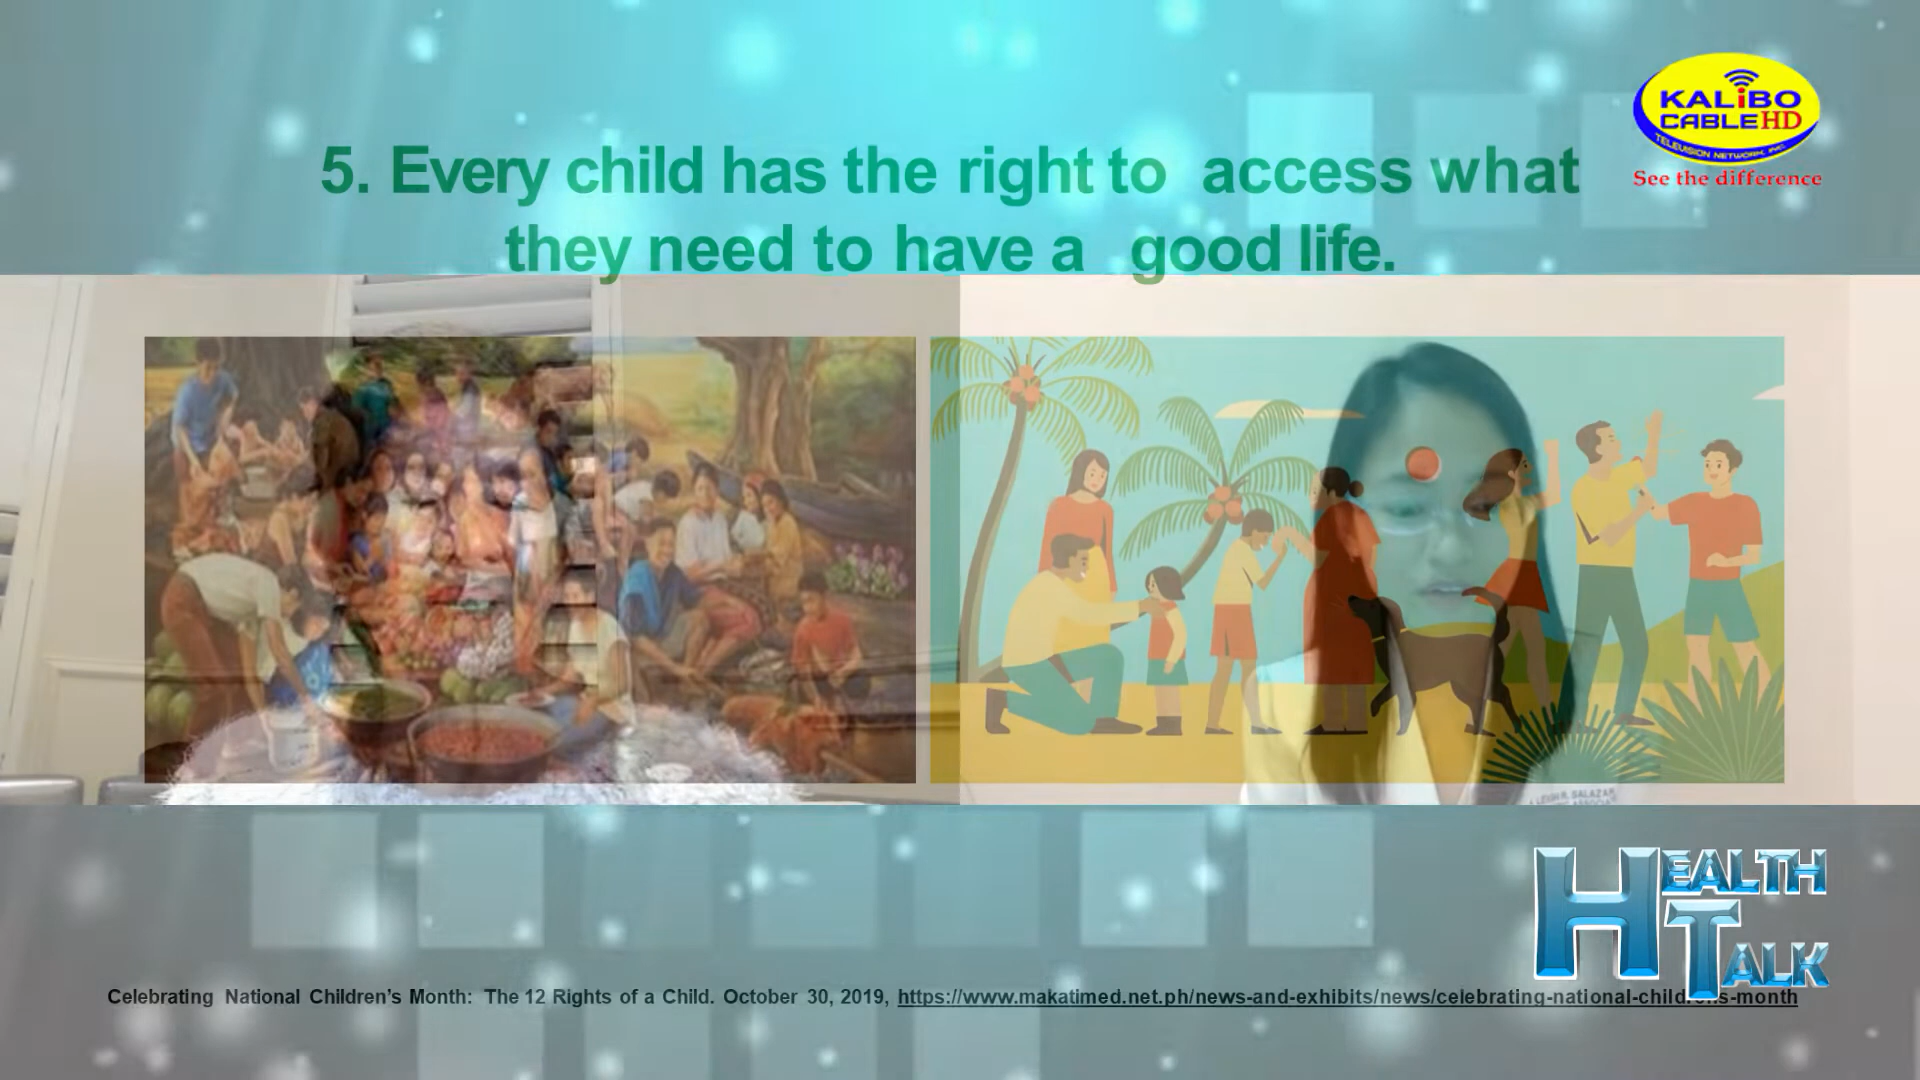 KALiBO
CABLE HD
TELEVISION NETWORK, INC.
See the difference
5. Every child has the right to access what
they need to have a good life.
SALAZAR
HEALTH
TALK
Celebrating National Children's Month: The 12 Rights of a Child. October 30, 2019, https://www.makatimed.net.ph/news-and-exhibits/news/celebrating-national-childrens-month